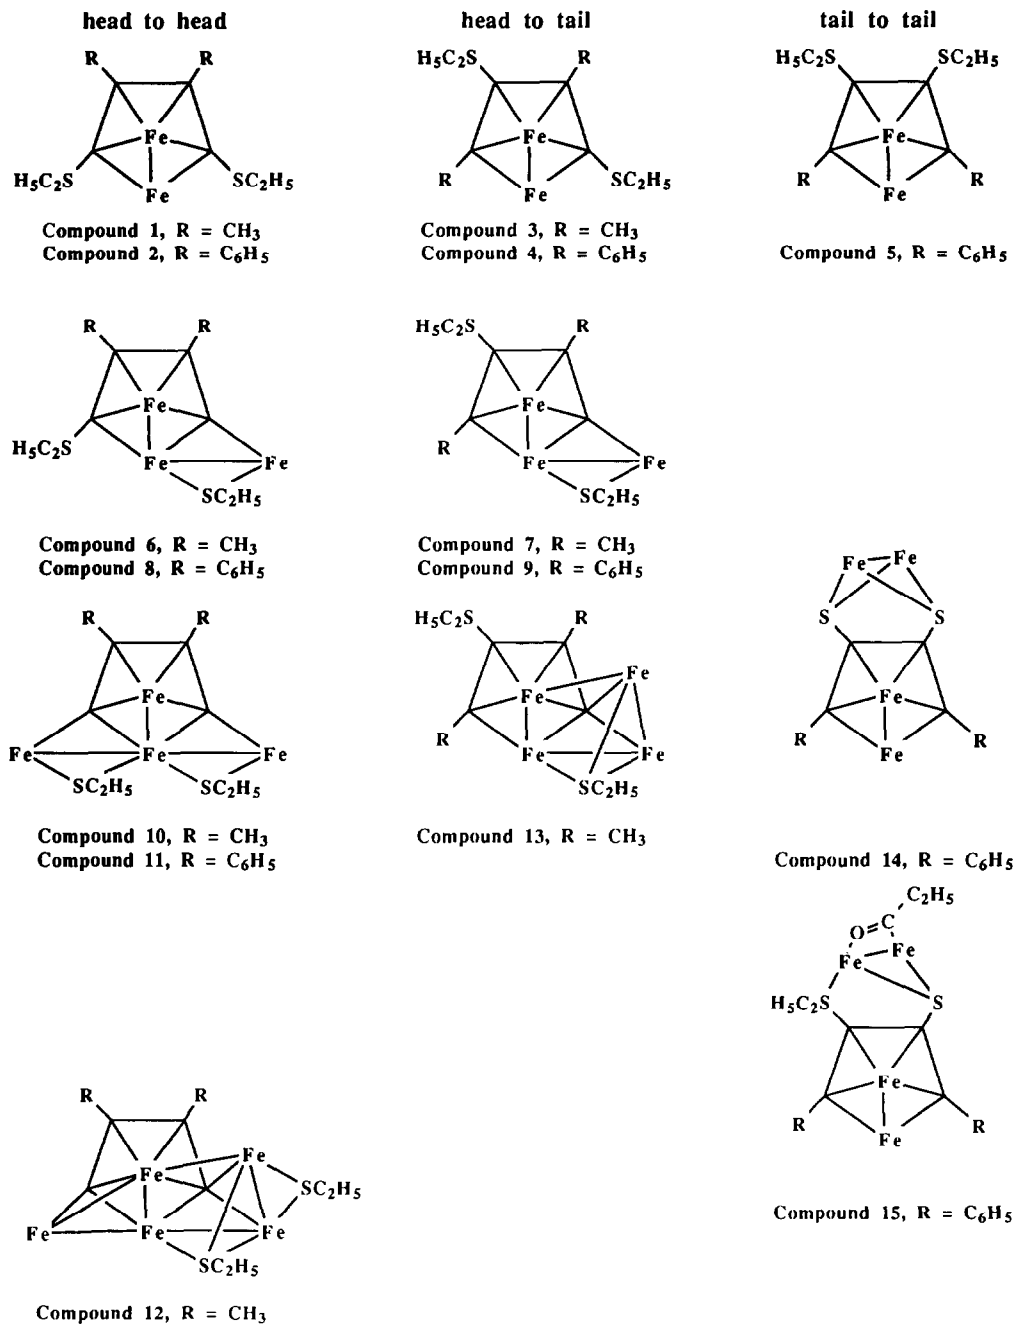 head to head
head to tail
tail to tail
R R
H5C2S R
H5C2S SC2H5
Fe
Fe
Fe
H5C2S SC2H5
Fe
R SC2H5
Fe
R R
Fe
Compound 1, R = CH3
Compound 2, R = C6H5
Compound 3, R = CH3
Compound 4, R = C6H5
Compound 5, R = C6H5
R R
H5C2S R
Fe
Fe
H5C2S
Fe Fe
SC2H5
R
Fe Fe
SC2H5
Compound 6, R = CH3
Compound 8, R = C6H5
Compound 7, R = CH3
Compound 9, R = C6H5
Fe Fe
S S
R R
H5C2S R
Fe
Fe
Fe
Fe
Fe Fe Fe
SC2H5 SC2H5
R
Fe Fe
SC2H5
R R
Fe
Compound 10, R = CH3
Compound 11, R = C6H5
Compound 13, R = CH3
Compound 14, R = C6H5
C2H5
O=C
Fe Fe
H5C2S S
Fe
R R
Fe
Compound 15, R = C6H5
R R
Fe
Fe
SC2H5
Fe Fe Fe
SC2H5
Compound 12, R = CH3